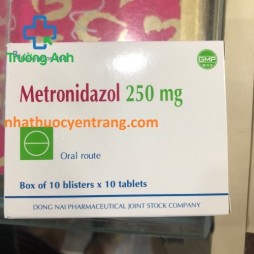 Trường Anh
GMP
Metronidazol 250 mg
nhathuocyentrang.com
Oral route
Box of 10 blisters x 10 tablets
DONG NAI PHARMACEUTICAL JOINT STOCK COMPANY